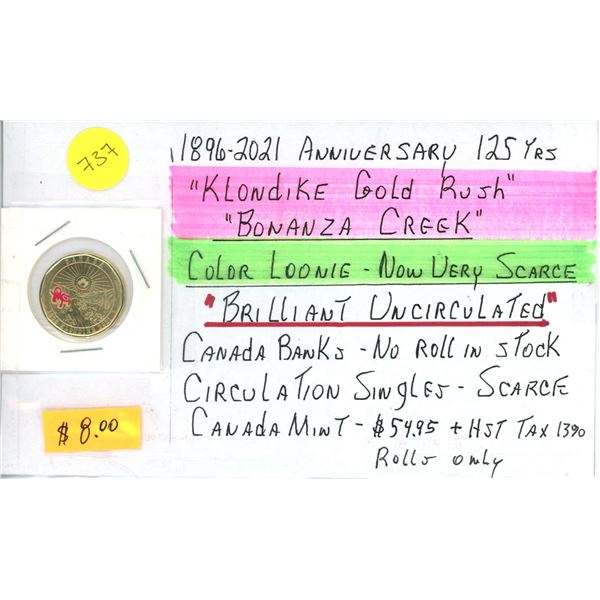 737
1896-2021 ANNIVERSARY 125 YRS
"KLONDIKE GOLD RUSH"
"BONANZA CREEK"
COLOR LOONIE - NOW VERY SCARCE
"BRILLIANT UNCIRCULATED"
CANADA BANKS - NO ROLL IN STOCK
CIRCULATION SINGLES - SCARCE
CANADA MINT - $54.95 + HST TAX 13%
ROLLS ONLY
$8.00